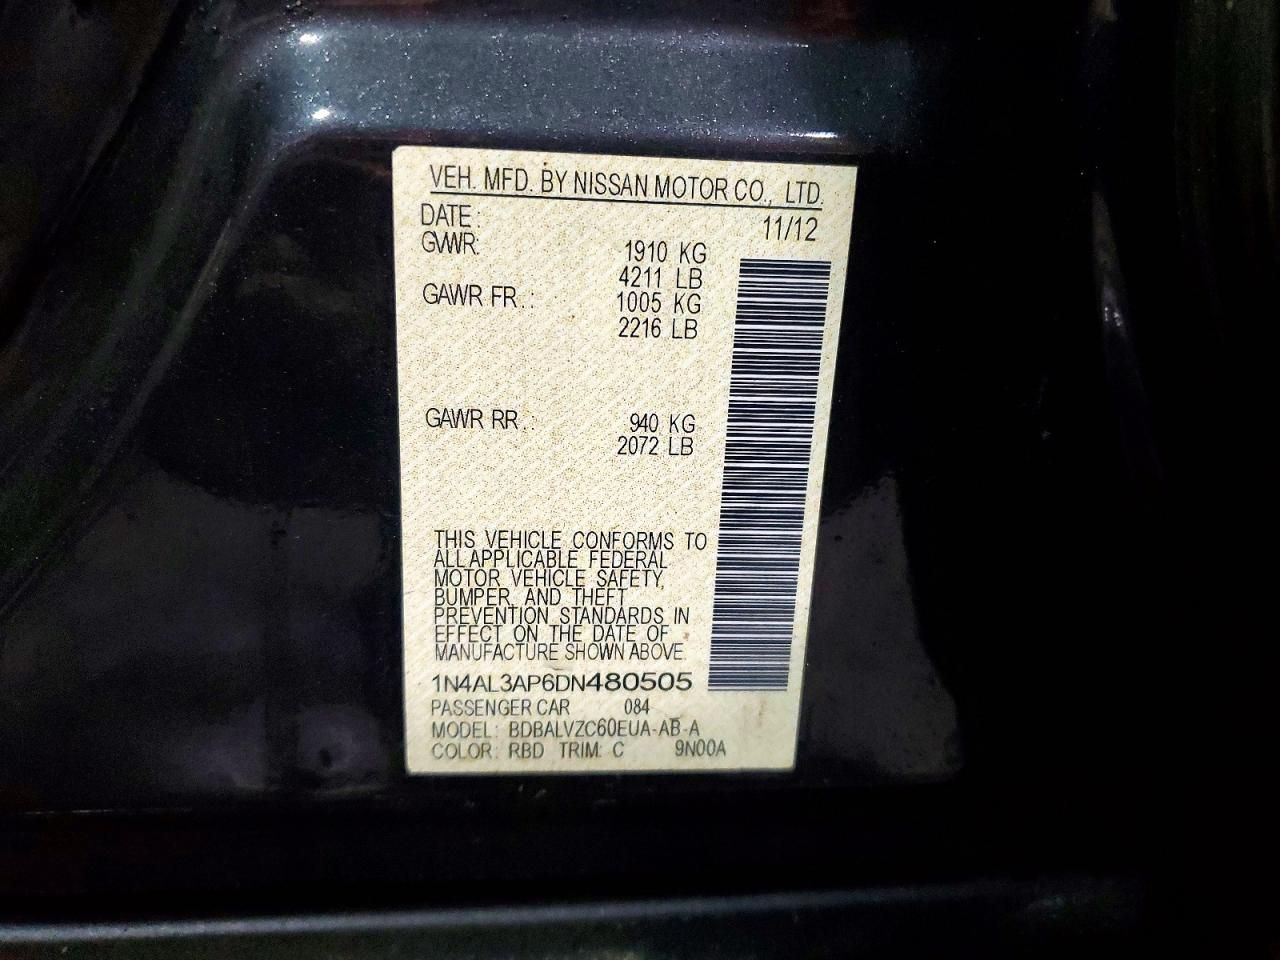 VEH. MFD. BY NISSAN MOTOR CO., LTD.
DATE: 11/12
GVWR: 1910 KG
4211 LB
GAWR FR.: 1005 KG
2216 LB
GAWR RR.: 940 KG
2072 LB
THIS VEHICLE CONFORMS TO
ALL APPLICABLE FEDERAL
MOTOR VEHICLE SAFETY,
BUMPER, AND THEFT
PREVENTION STANDARDS IN
EFFECT ON THE DATE OF
MANUFACTURE SHOWN ABOVE.
1N4AL3AP6DN480505
PASSENGER CAR 084
MODEL: BDBALVZC60EUA-AB-A
COLOR: RBD TRIM: C 9N00A